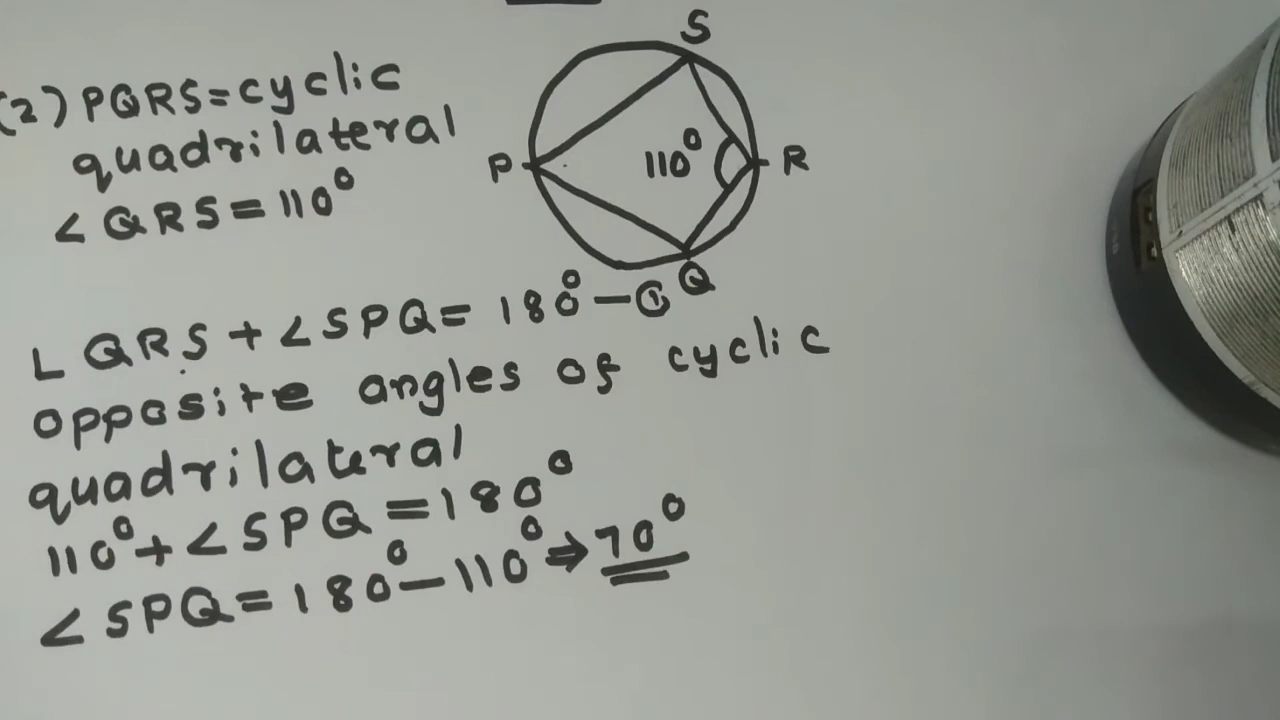 (2) PQRS=cyclic
quadrilateral
∠QRS=110°
S
P
110°
R
Q
∠QRS+∠SPQ=180°-①
opposite angles of cyclic
quadrilateral
110°+∠SPQ=180°
∠SPQ=180°-110°⇒70°